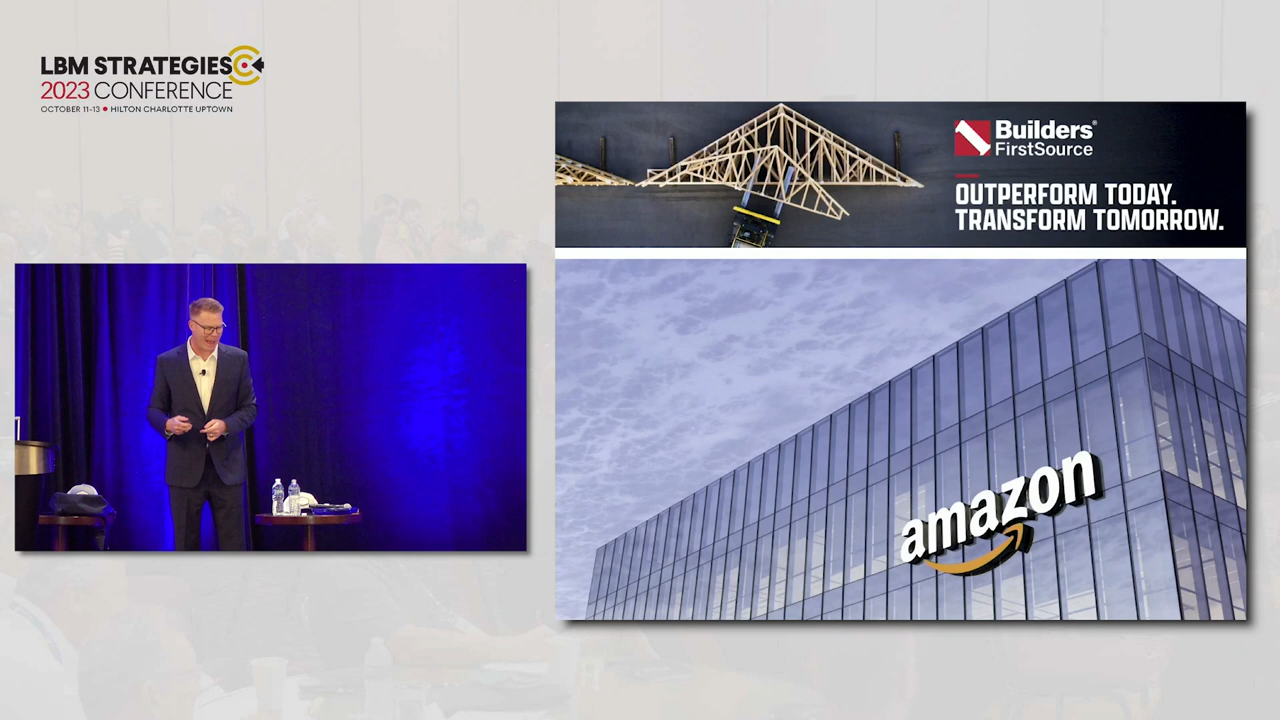 LBM STRATEGIES
2023 CONFERENCE
OCTOBER 11-13 • HILTON CHARLOTTE UPTOWN
Builders®
FirstSource
OUTPERFORM TODAY.
TRANSFORM TOMORROW.
amazon